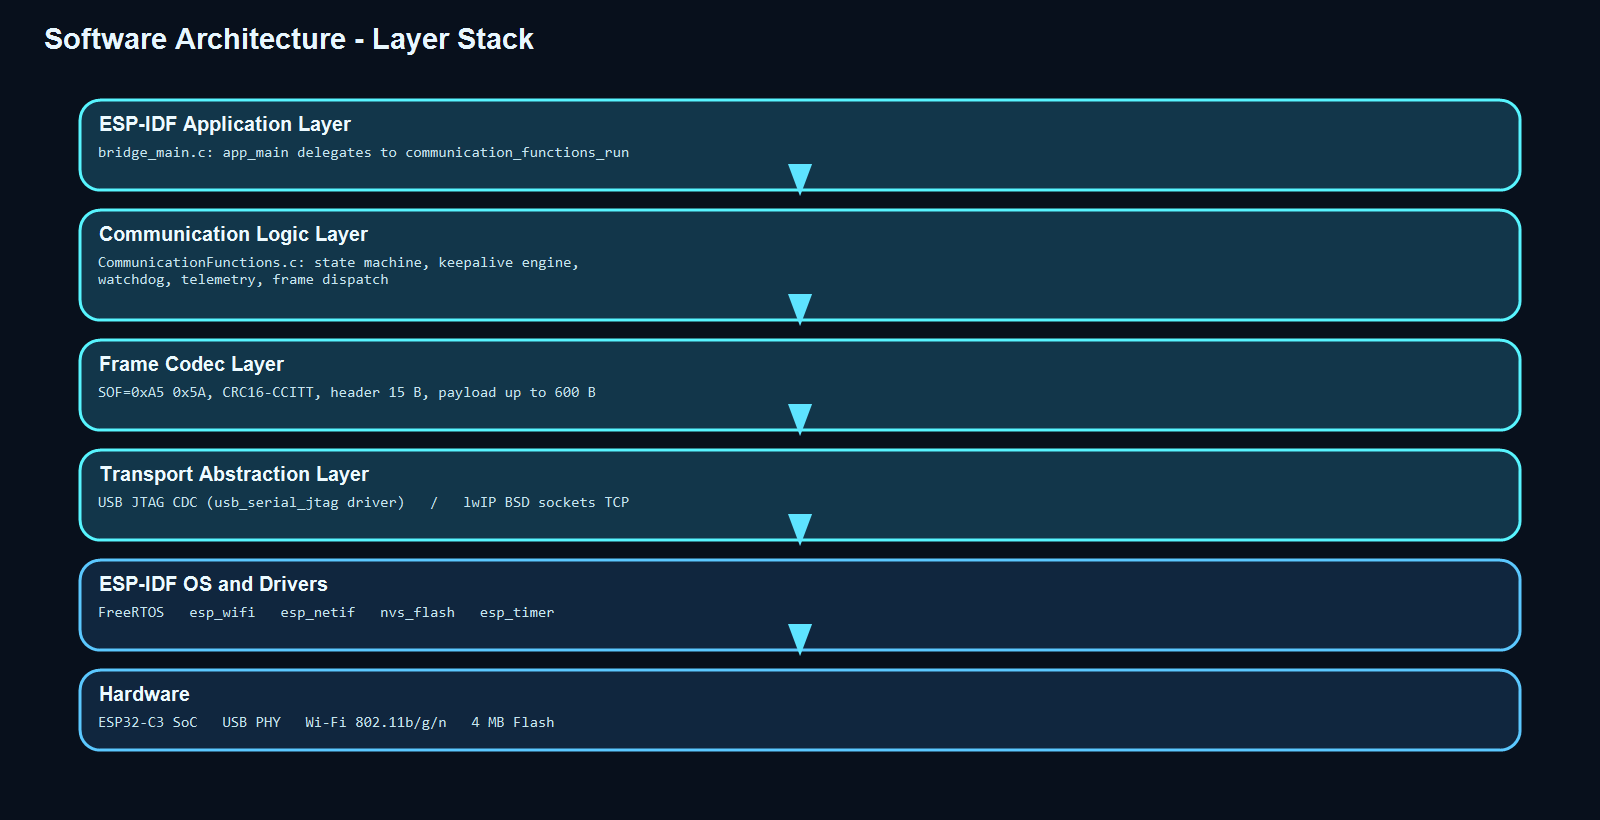 Software Architecture - Layer Stack
ESP-IDF Application Layer
bridge_main.c: app_main delegates to communication_functions_run
Communication Logic Layer
CommunicationFunctions.c: state machine, keepalive engine,
watchdog, telemetry, frame dispatch
Frame Codec Layer
SOF=0xA5 0x5A, CRC16-CCITT, header 15 B, payload up to 600 B
Transport Abstraction Layer
USB JTAG CDC (usb_serial_jtag driver)   /   lwIP BSD sockets TCP
ESP-IDF OS and Drivers
FreeRTOS   esp_wifi   esp_netif   nvs_flash   esp_timer
Hardware
ESP32-C3 SoC   USB PHY   Wi-Fi 802.11b/g/n   4 MB Flash